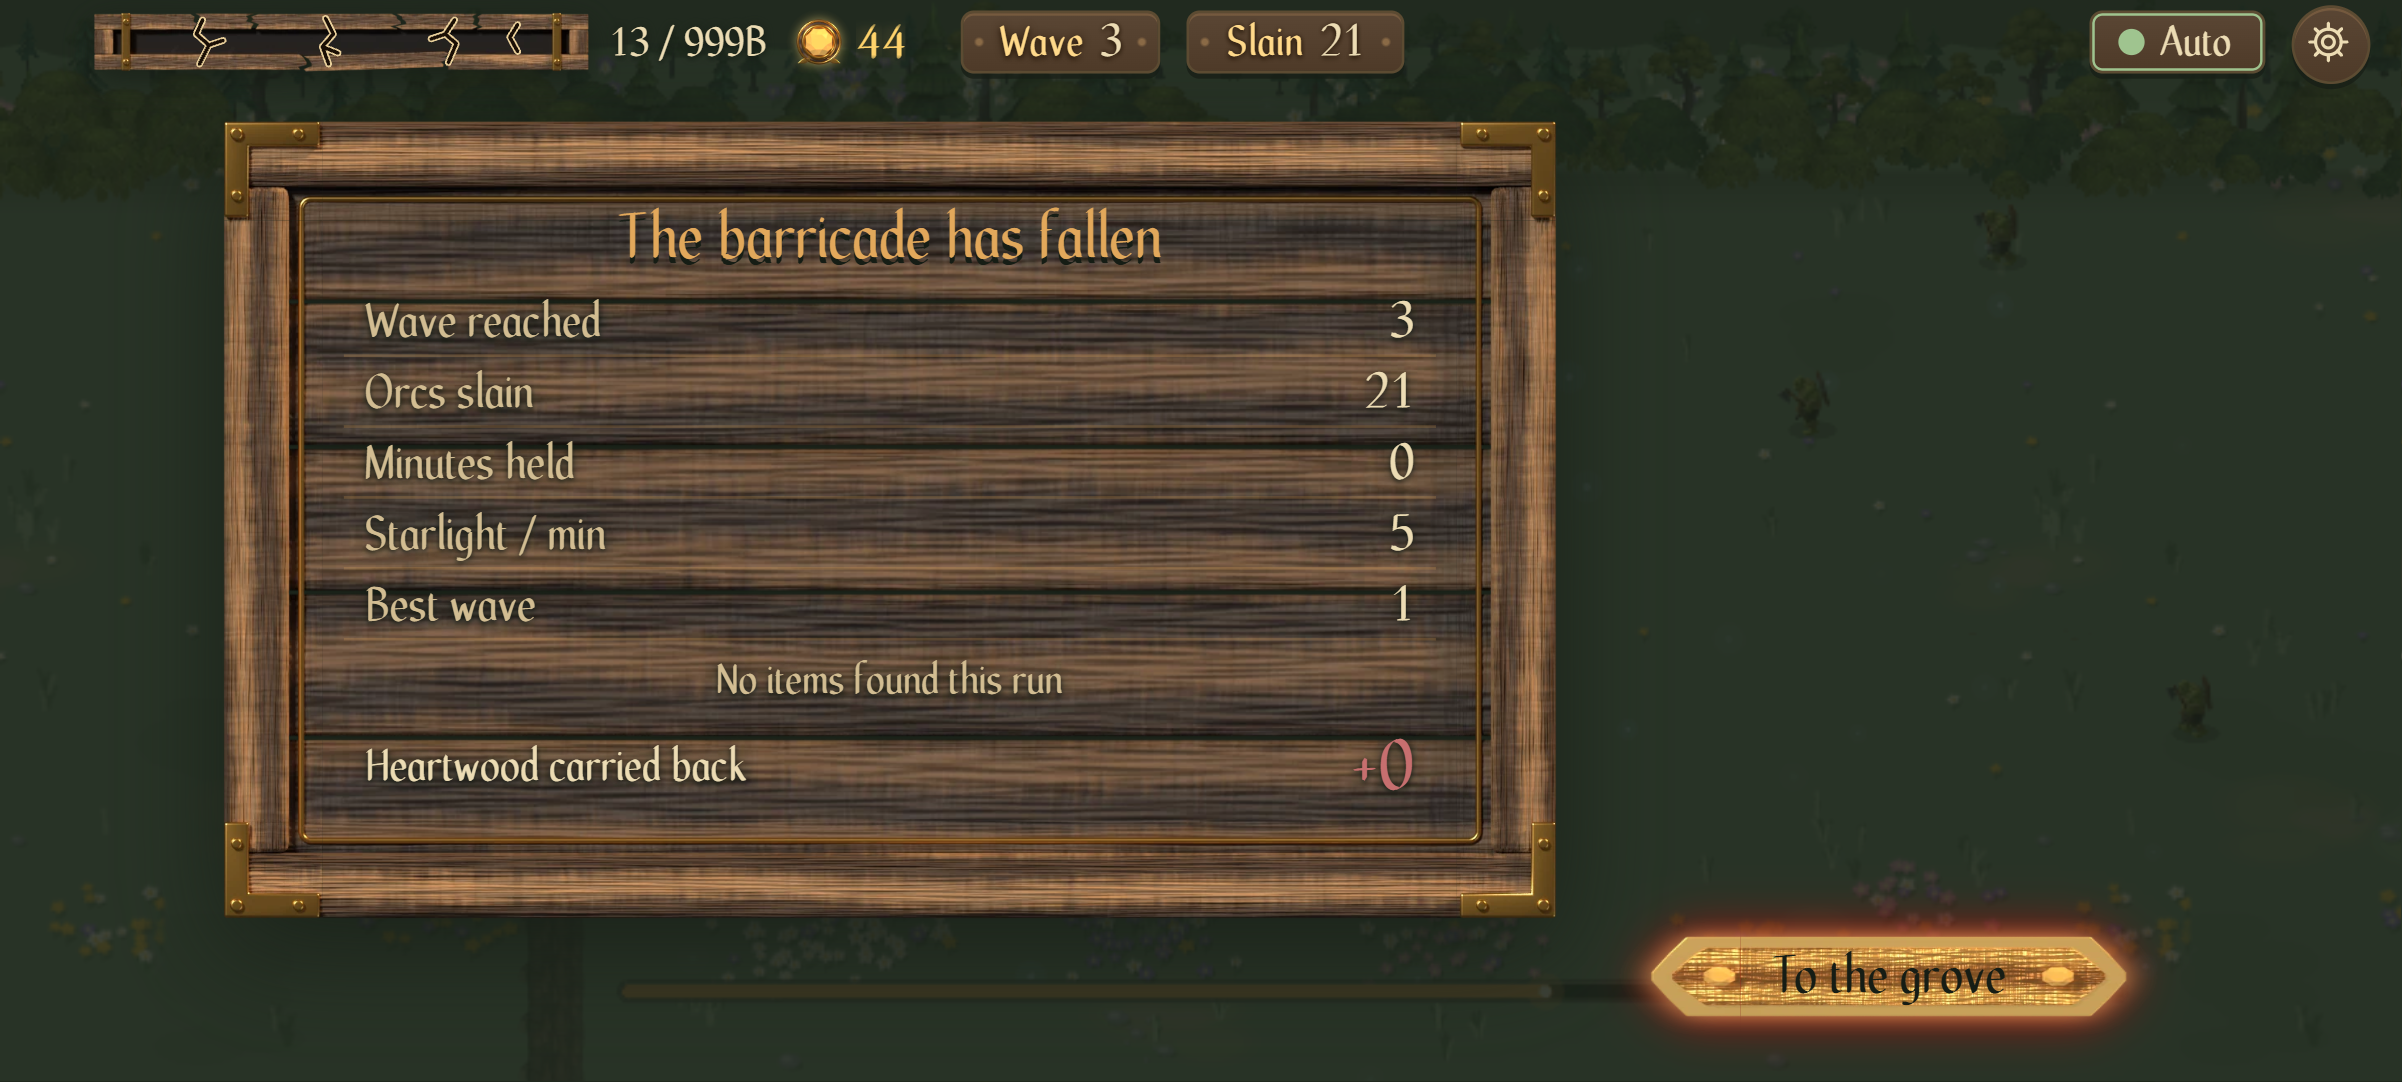 13 / 999B
44
Wave 3
Slain 21
Auto
The barricade has fallen
Wave reached 3
Orcs slain 21
Minutes held 0
Starlight / min 5
Best wave 1
No items found this run
Heartwood carried back +0
To the grove